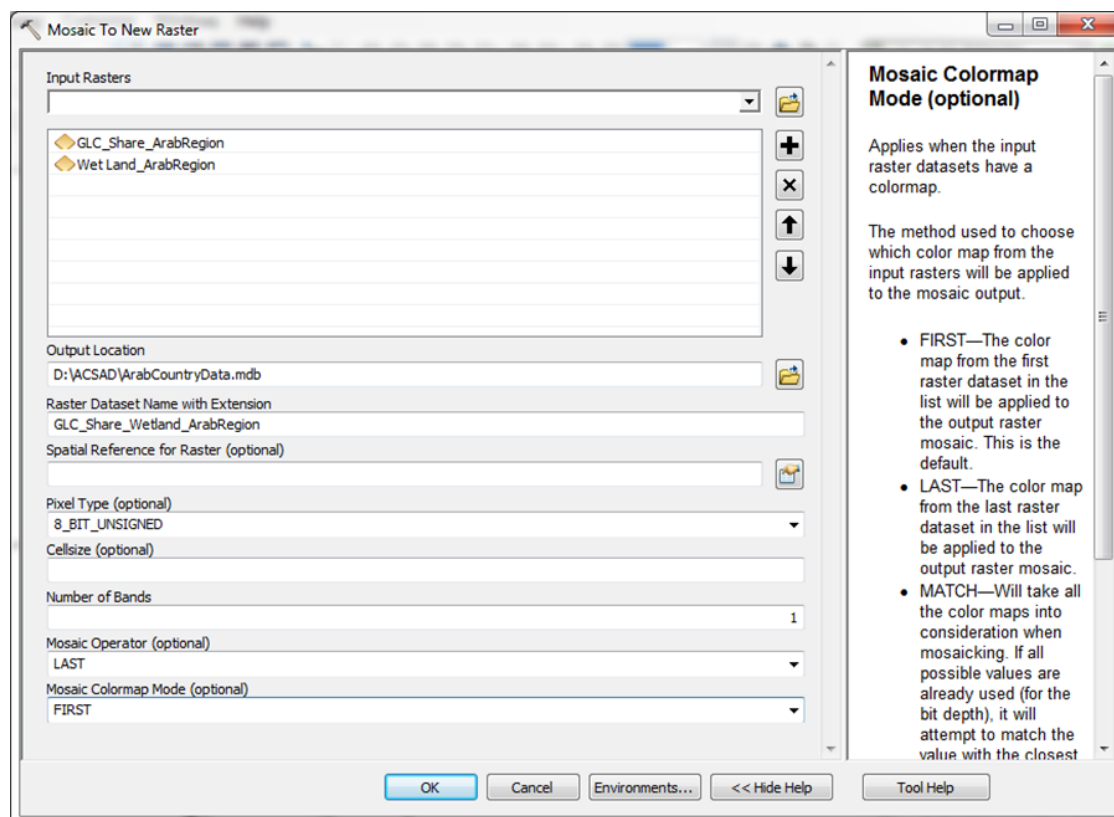 Mosaic To New Raster
Input Rasters
GLC_Share_ArabRegion
Wet Land_ArabRegion
Output Location
D:\ACSAD\ArabCountryData.mdb
Raster Dataset Name with Extension
GLC_Share_Wetland_ArabRegion
Spatial Reference for Raster (optional)
Pixel Type (optional)
8_BIT_UNSIGNED
Cellsize (optional)
Number of Bands
1
Mosaic Operator (optional)
LAST
Mosaic Colormap Mode (optional)
FIRST
Mosaic Colormap
Mode (optional)
Applies when the input
raster datasets have a
colormap.
The method used to choose
which color map from the
input rasters will be applied
to the mosaic output.
• FIRST—The color
map from the first
raster dataset in the
list will be applied to
the output raster
mosaic. This is the
default.
• LAST—The color map
from the last raster
dataset in the list will
be applied to the
output raster mosaic.
• MATCH—Will take all
the color maps into
consideration when
mosaicking. If all
possible values are
already used (for the
bit depth), it will
attempt to match the
value with the closest
OK
Cancel
Environments...
<< Hide Help
Tool Help